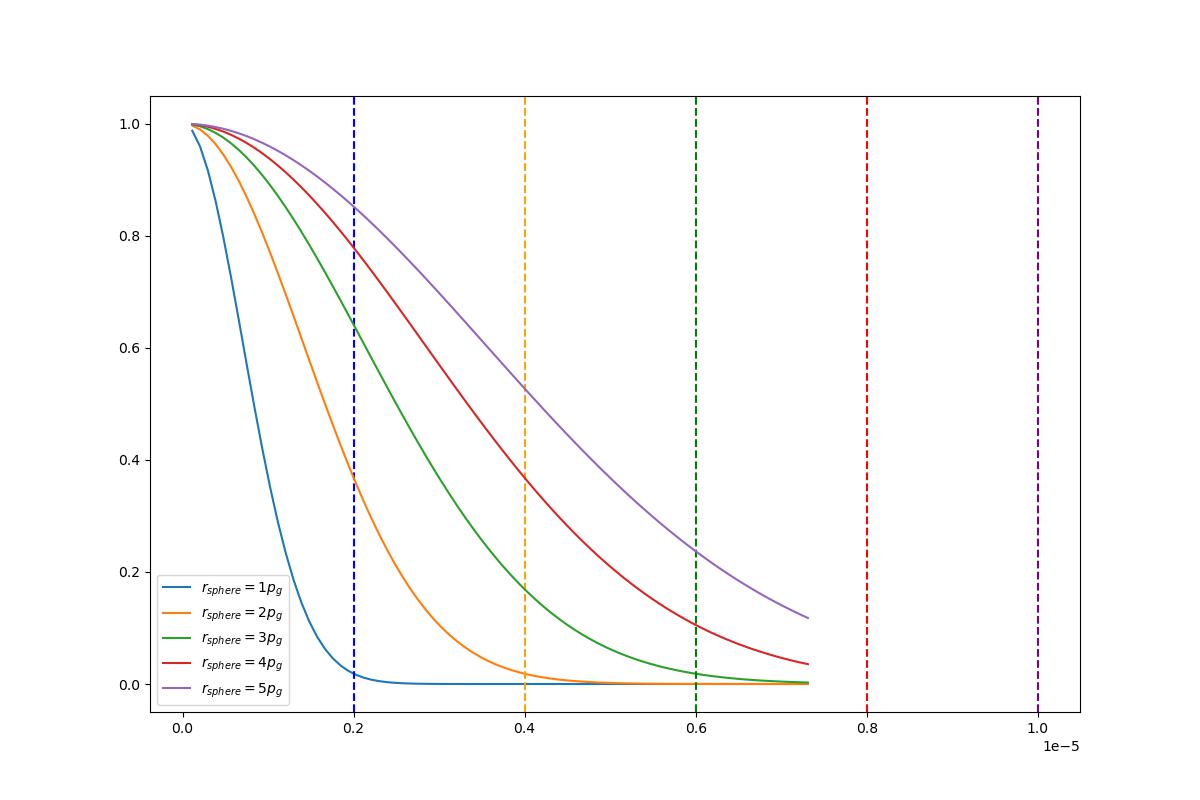 1.0
0.8
0.6
0.4
0.2
0.0
r_sphere = 1p_g
r_sphere = 2p_g
r_sphere = 3p_g
r_sphere = 4p_g
r_sphere = 5p_g
0.0 0.2 0.4 0.6 0.8 1.0
1e−5